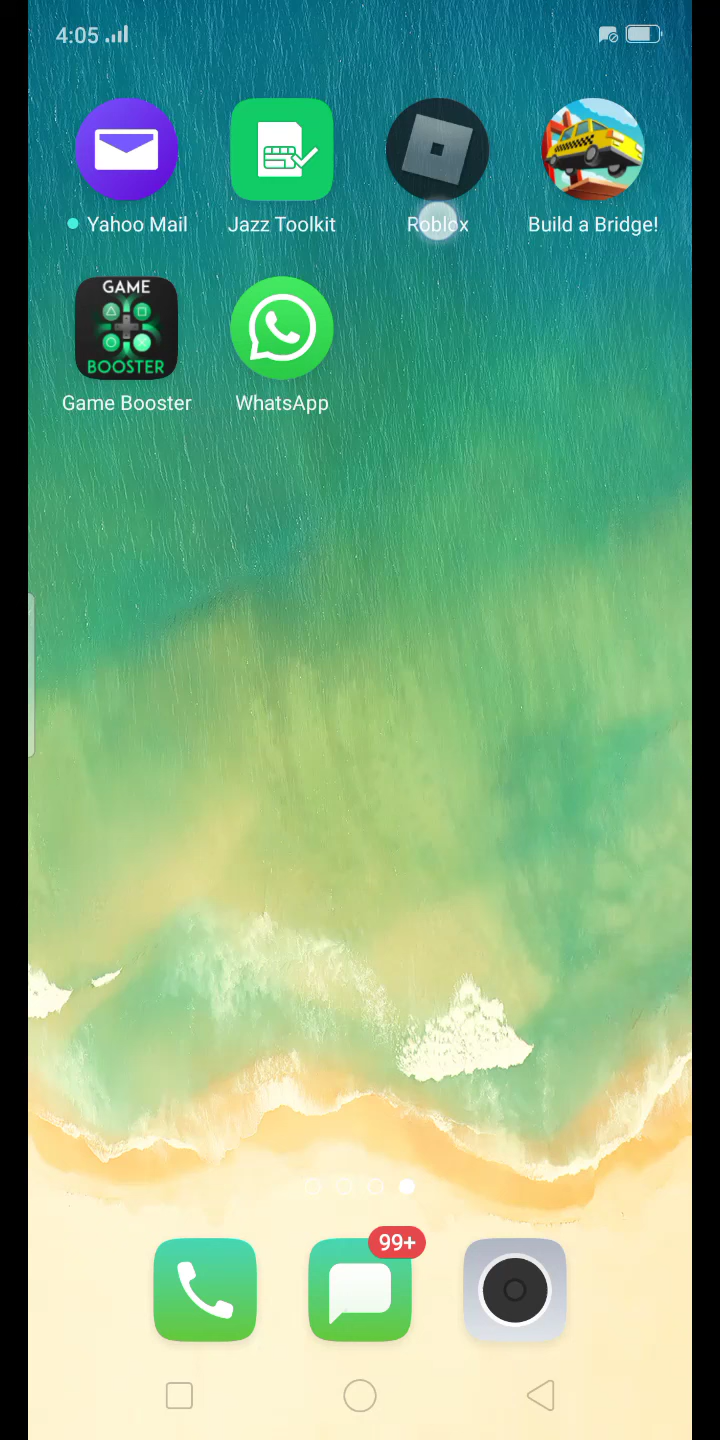 4:05
Yahoo Mail
Jazz Toolkit
Roblox
Build a Bridge!
GAME
BOOSTER
Game Booster
WhatsApp
99+